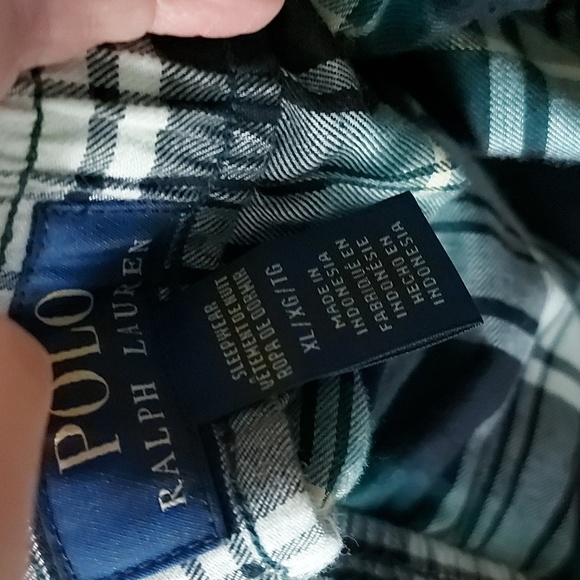 POLO
RALPH LAUREN
SLEEPWEAR
VÊTEMENT DE NUIT
ROPA DE DORMIR
XL/XG/TG
MADE IN
INDONESIA
FABRIQUÉ EN
INDONÉSIE
HECHO EN
INDONESIA